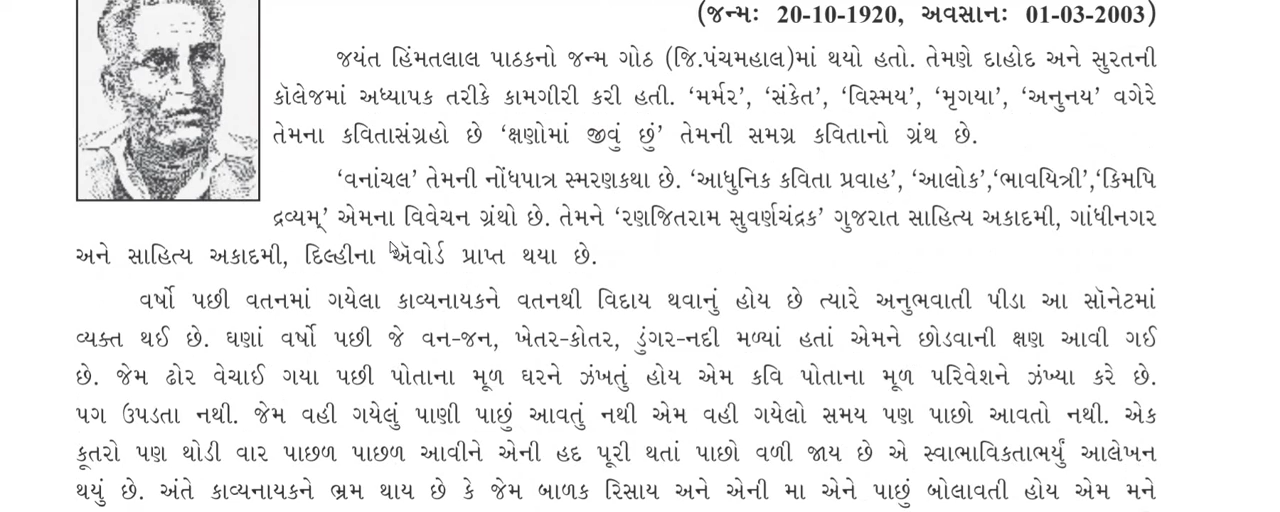 (જન્મઃ 20-10-1920, અવસાનઃ 01-03-2003)
જયંત હિંમતલાલ પાઠકનો જન્મ ગોઠ (જિ.પંચમહાલ)માં થયો હતો. તેમણે દાહોદ અને સુરતની
કૉલેજમાં અધ્યાપક તરીકે કામગીરી કરી હતી. ‘મર્મર’, ‘સંકેત’, ‘વિસ્મય’, ‘મૃગયા’, ‘અનુનય’ વગેરે
તેમના કવિતાસંગ્રહો છે ‘ક્ષણોમાં જીવું છું’ તેમની સમગ્ર કવિતાનો ગ્રંથ છે.
‘વનાંચલ’ તેમની નોંધપાત્ર સ્મરણકથા છે. ‘આધુનિક કવિતા પ્રવાહ’, ‘આલોક’,‘ભાવયિત્રી’,‘કિમપિ
દ્રવ્યમ્’ એમના વિવેચન ગ્રંથો છે. તેમને ‘રણજિતરામ સુવર્ણચંદ્રક’ ગુજરાત સાહિત્ય અકાદમી, ગાંધીનગર
અને સાહિત્ય અકાદમી, દિલ્હીના ઍવોર્ડ પ્રાપ્ત થયા છે.
વર્ષો પછી વતનમાં ગયેલા કાવ્યનાયકને વતનથી વિદાય થવાનું હોય છે ત્યારે અનુભવાતી પીડા આ સૉનેટમાં
વ્યક્ત થઈ છે. ઘણાં વર્ષો પછી જે વન-જન, ખેતર-કોતર, ડુંગર-નદી મળ્યાં હતાં એમને છોડવાની ક્ષણ આવી ગઈ
છે. જેમ ઢોર વેચાઈ ગયા પછી પોતાના મૂળ ઘરને ઝંખતું હોય એમ કવિ પોતાના મૂળ પરિવેશને ઝંખ્યા કરે છે.
પગ ઉપડતા નથી. જેમ વહી ગયેલું પાણી પાછું આવતું નથી એમ વહી ગયેલો સમય પણ પાછો આવતો નથી. એક
કૂતરો પણ થોડી વાર પાછળ પાછળ આવીને એની હદ પૂરી થતાં પાછો વળી જાય છે એ સ્વાભાવિકતાભર્યું આલેખન
થયું છે. અંતે કાવ્યનાયકને ભ્રમ થાય છે કે જેમ બાળક રિસાય અને એની મા એને પાછું બોલાવતી હોય એમ મને